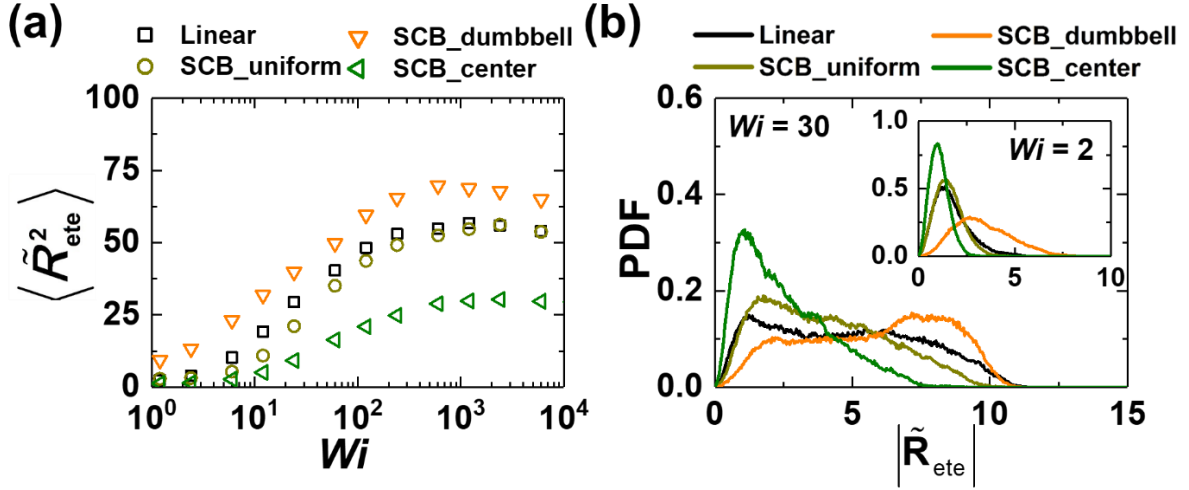 (a)
Linear
SCB_dumbbell
SCB_uniform
SCB_center
100
75
50
25
0
⟨R̃²ete⟩
10⁰ 10¹ 10² 10³ 10⁴
Wi
(b)
Linear
SCB_dumbbell
SCB_uniform
SCB_center
0.6
0.4
0.2
0.0
PDF
Wi = 30
1.0
0.5
0.0
Wi = 2
0 5 10
0 5 10 15
|R̃ete|